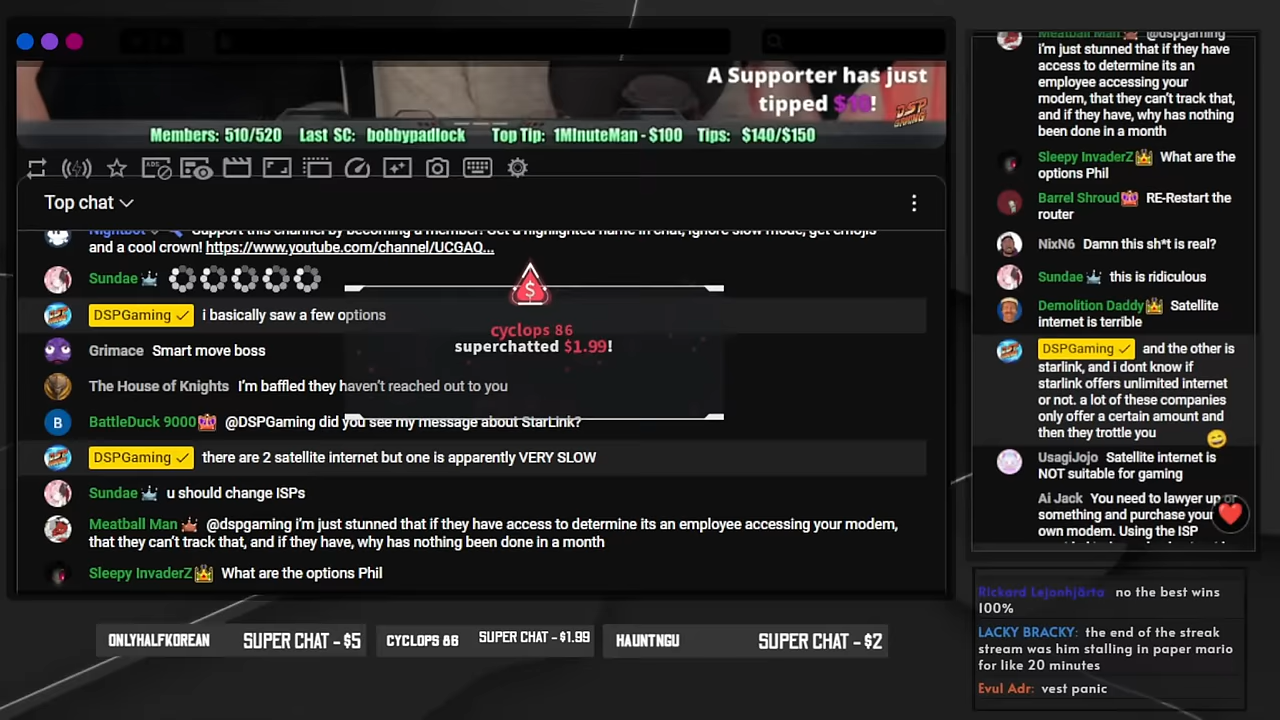 A Supporter has just
tipped $10!
DSP
GAMING
Members: 510/520 Last SC: bobbypadlock Top Tip: 1MinuteMan - $100 Tips: $140/$150
Top chat
Nightbot Support this channel by becoming a member! Get a highlighted name in chat, ignore slow mode, get emojis
and a cool crown! https://www.youtube.com/channel/UCGAQ...
Sundae
DSPGaming i basically saw a few options
Grimace Smart move boss
The House of Knights I'm baffled they haven't reached out to you
BattleDuck 9000 @DSPGaming did you see my message about StarLink?
DSPGaming there are 2 satellite internet but one is apparently VERY SLOW
Sundae u should change ISPs
Meatball Man @dspgaming i'm just stunned that if they have access to determine its an employee accessing your modem,
that they can't track that, and if they have, why has nothing been done in a month
Sleepy InvaderZ What are the options Phil
cyclops 86
superchatted $1.99!
ONLYHALFKOREAN SUPER CHAT - $5
CYCLOPS 86 SUPER CHAT - $1.99
HAUNTNGU SUPER CHAT - $2
Meatball Man @dspgaming
i'm just stunned that if they have
access to determine its an
employee accessing your
modem, that they can't track that,
and if they have, why has nothing
been done in a month
Sleepy InvaderZ What are the
options Phil
Barrel Shroud RE-Restart the
router
NixN6 Damn this sh*t is real?
Sundae this is ridiculous
Demolition Daddy Satellite
internet is terrible
DSPGaming and the other is
starlink, and i dont know if
starlink offers unlimited internet
or not. a lot of these companies
only offer a certain amount and
then they trottle you
UsagiJojo Satellite internet is
NOT suitable for gaming
Ai Jack You need to lawyer up or
something and purchase your
own modem. Using the ISP
Rickard Lejonhjärta no the best wins
100%
LACKY BRACKY: the end of the streak
stream was him stalling in paper mario
for like 20 minutes
Evul Adr: vest panic